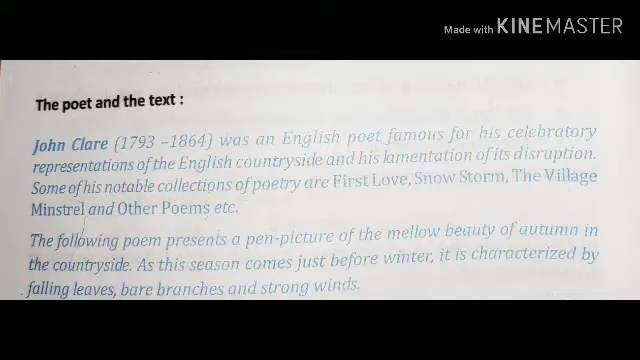 Made with KINEMASTER
The poet and the text :
John Clare (1793 –1864) was an English poet famous for his celebratory
representations of the English countryside and his lamentation of its disruption.
Some of his notable collections of poetry are First Love, Snow Storm, The Village
Minstrel and Other Poems etc.
The following poem presents a pen-picture of the mellow beauty of autumn in
the countryside. As this season comes just before winter, it is characterized by
falling leaves, bare branches and strong winds.